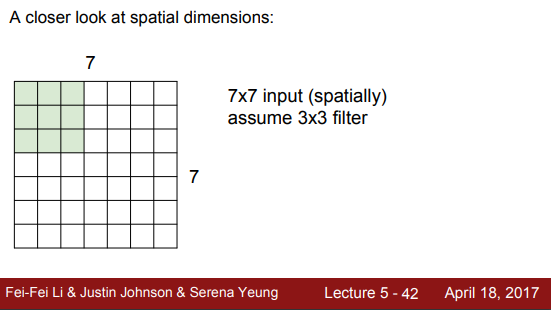 A closer look at spatial dimensions:
7
7x7 input (spatially)
assume 3x3 filter
7
Fei-Fei Li & Justin Johnson & Serena Yeung
Lecture 5 - 42
April 18, 2017